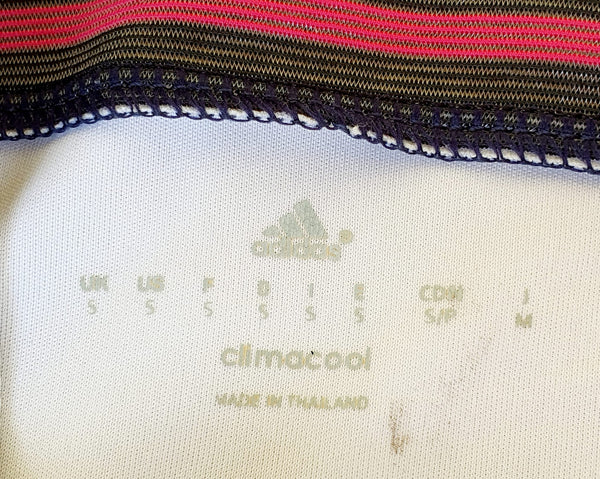 adidas
UK US F D I E CDN J
S S S S S S S/P M
climacool
MADE IN THAILAND